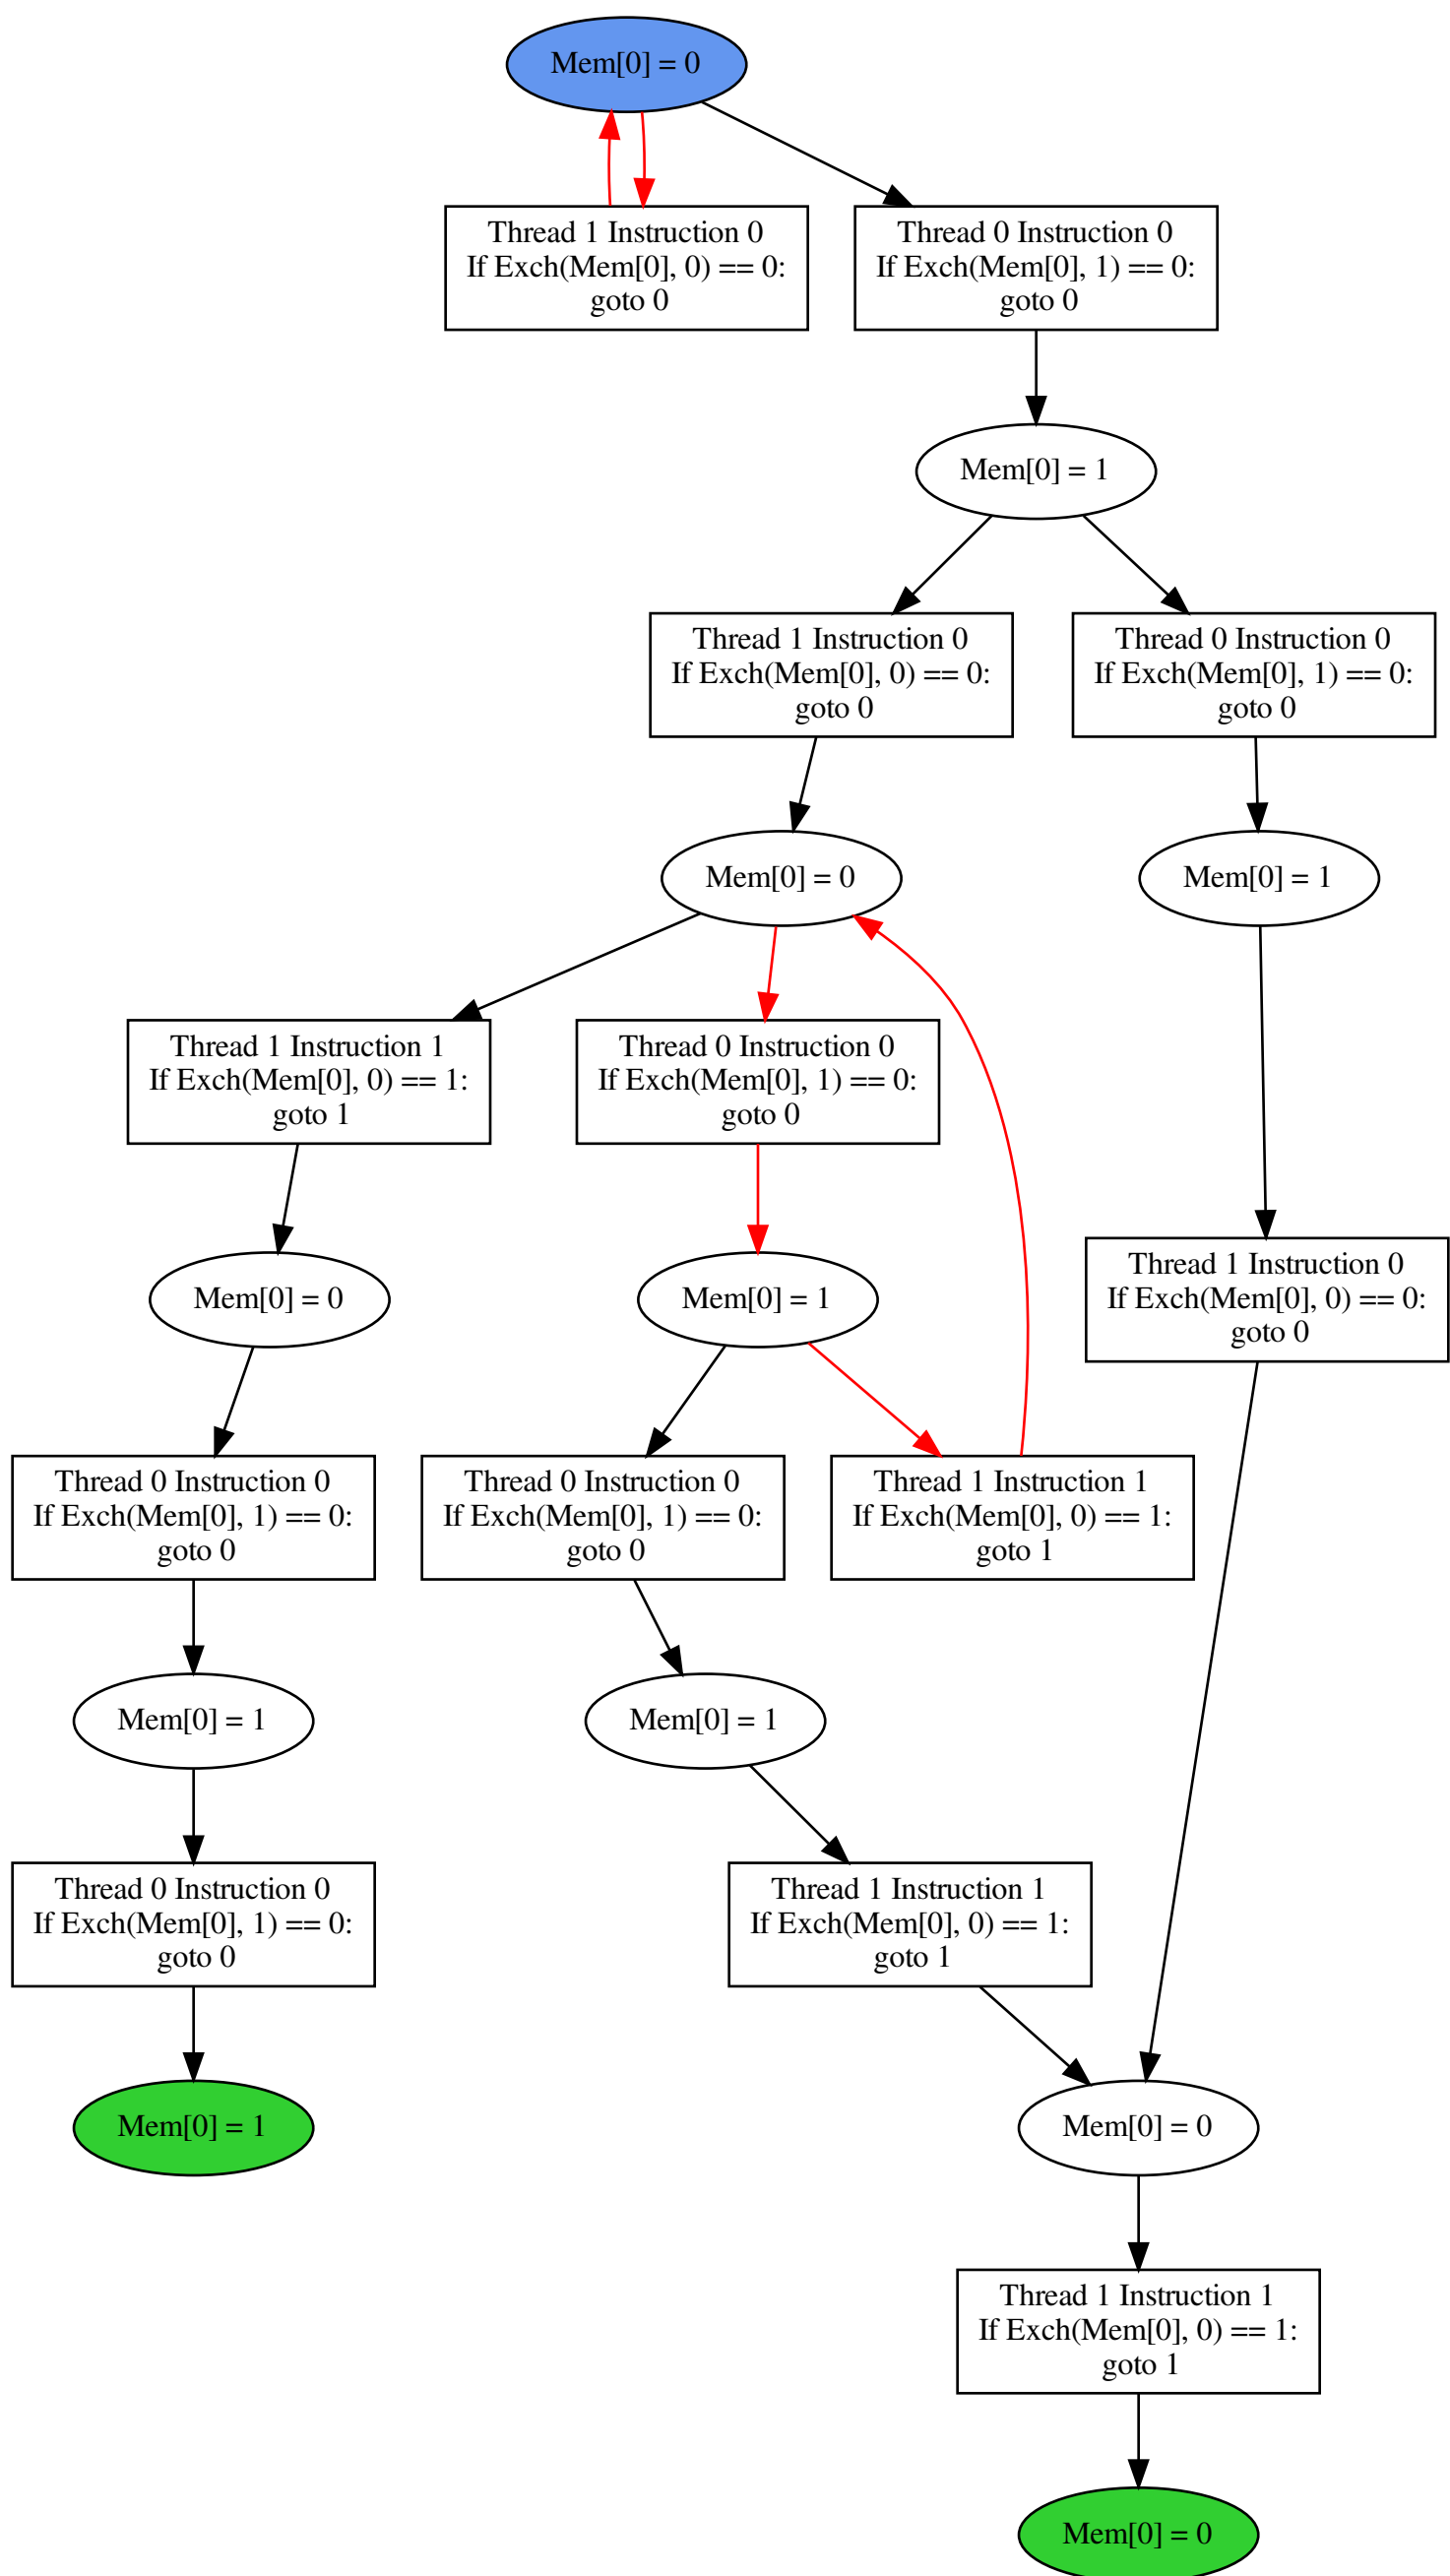 Mem[0] = 0
Thread 1 Instruction 0
If Exch(Mem[0], 0) == 0:
goto 0
Thread 0 Instruction 0
If Exch(Mem[0], 1) == 0:
goto 0
Mem[0] = 1
Thread 1 Instruction 0
If Exch(Mem[0], 0) == 0:
goto 0
Thread 0 Instruction 0
If Exch(Mem[0], 1) == 0:
goto 0
Mem[0] = 0
Mem[0] = 1
Thread 1 Instruction 1
If Exch(Mem[0], 0) == 1:
goto 1
Thread 0 Instruction 0
If Exch(Mem[0], 1) == 0:
goto 0
Mem[0] = 0
Mem[0] = 1
Thread 1 Instruction 0
If Exch(Mem[0], 0) == 0:
goto 0
Thread 0 Instruction 0
If Exch(Mem[0], 1) == 0:
goto 0
Thread 0 Instruction 0
If Exch(Mem[0], 1) == 0:
goto 0
Thread 1 Instruction 1
If Exch(Mem[0], 0) == 1:
goto 1
Mem[0] = 1
Mem[0] = 1
Thread 0 Instruction 0
If Exch(Mem[0], 1) == 0:
goto 0
Thread 1 Instruction 1
If Exch(Mem[0], 0) == 1:
goto 1
Mem[0] = 1
Mem[0] = 0
Thread 1 Instruction 1
If Exch(Mem[0], 0) == 1:
goto 1
Mem[0] = 0